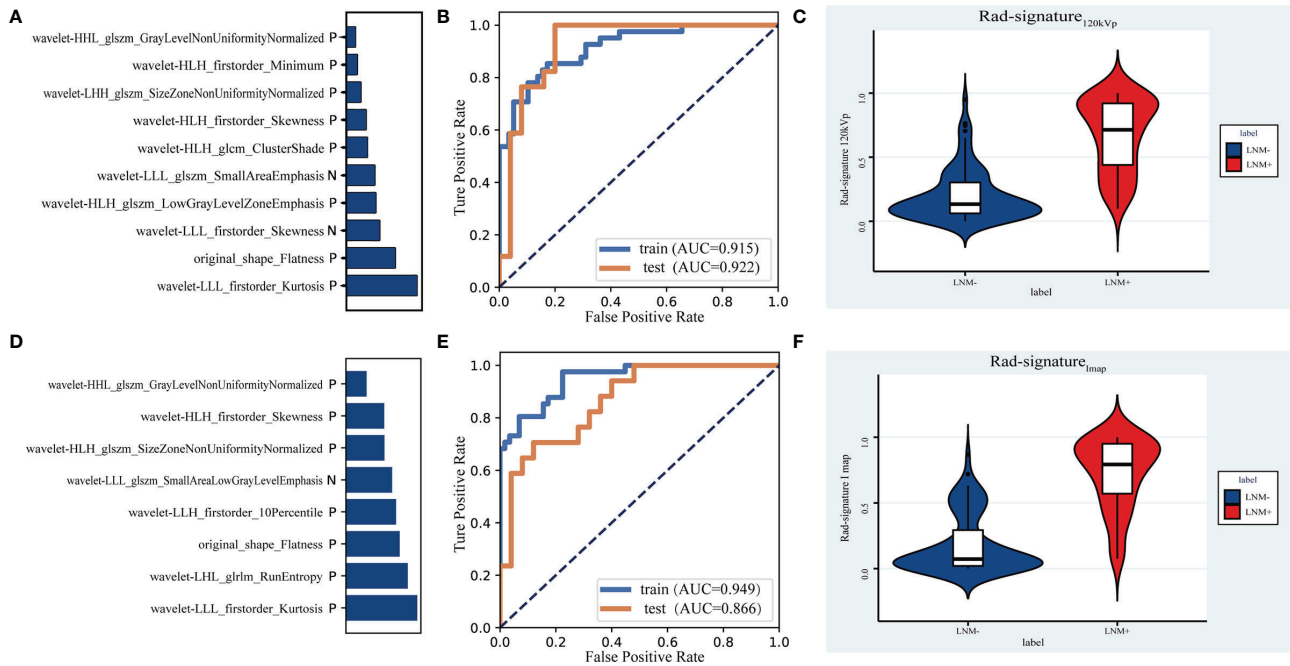 A
wavelet-HHL_glszm_GrayLevelNonUniformityNormalized P
wavelet-HLH_firstorder_Minimum P
wavelet-LHH_glszm_SizeZoneNonUniformityNormalized P
wavelet-HLH_firstorder_Skewness P
wavelet-HLH_glcm_ClusterShade P
wavelet-LLL_glszm_SmallAreaEmphasis N
wavelet-HLH_glszm_LowGrayLevelZoneEmphasis P
wavelet-LLL_firstorder_Skewness N
original_shape_Flatness P
wavelet-LLL_firstorder_Kurtosis P
B
Ture Positive Rate
1.0
0.8
0.6
0.4
0.2
0.0
train (AUC=0.915)
test (AUC=0.922)
0.0 0.2 0.4 0.6 0.8 1.0
False Positive Rate
C
Rad-signature120kVp
Rad-signature 120kVp
1.0
0.5
0.0
LNM- LNM+
label
label
LNM-
LNM+
D
wavelet-HHL_glszm_GrayLevelNonUniformityNormalized P
wavelet-HLH_firstorder_Skewness P
wavelet-HLH_glszm_SizeZoneNonUniformityNormalized P
wavelet-LLL_glszm_SmallAreaLowGrayLevelEmphasis N
wavelet-LLH_firstorder_10Percentile P
original_shape_Flatness P
wavelet-LHL_glrlm_RunEntropy P
wavelet-LLL_firstorder_Kurtosis P
E
Ture Positive Rate
1.0
0.8
0.6
0.4
0.2
0.0
train (AUC=0.949)
test (AUC=0.866)
0.0 0.2 0.4 0.6 0.8 1.0
False Positive Rate
F
Rad-signatureImap
Rad-signature I map
1.0
0.5
0.0
LNM- LNM+
label
label
LNM-
LNM+